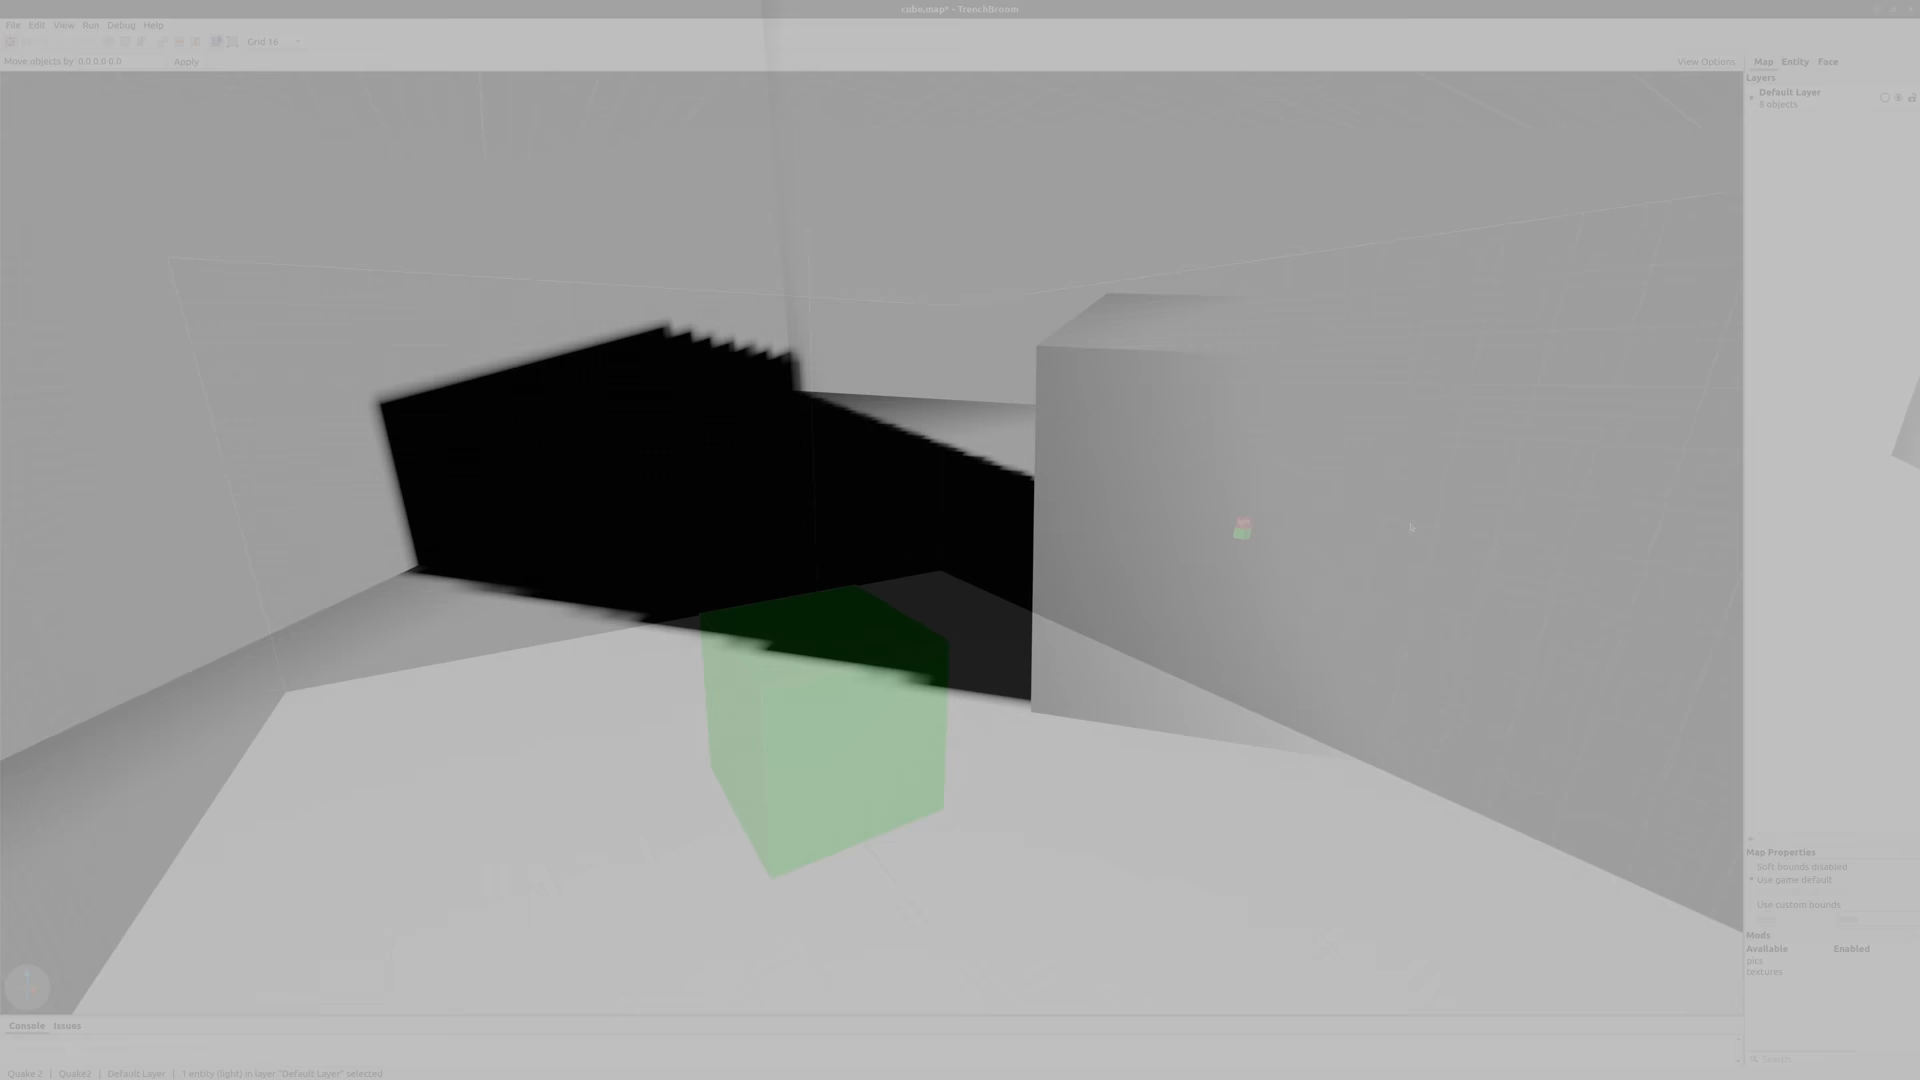 cube.map* - TrenchBroom
File Edit View Run Debug Help
Grid 16
Move objects by 0.0 0.0 0.0 Apply
View Options
Map Entity Face
Layers
Default Layer
5 objects
Map Properties
Soft bounds disabled
Use game default
Use custom bounds
Mods
Available Enabled
pics
textures
Console Issues
Search
Quake 2 | Quake2 | Default Layer | 1 entity (light) in layer "Default Layer" selected